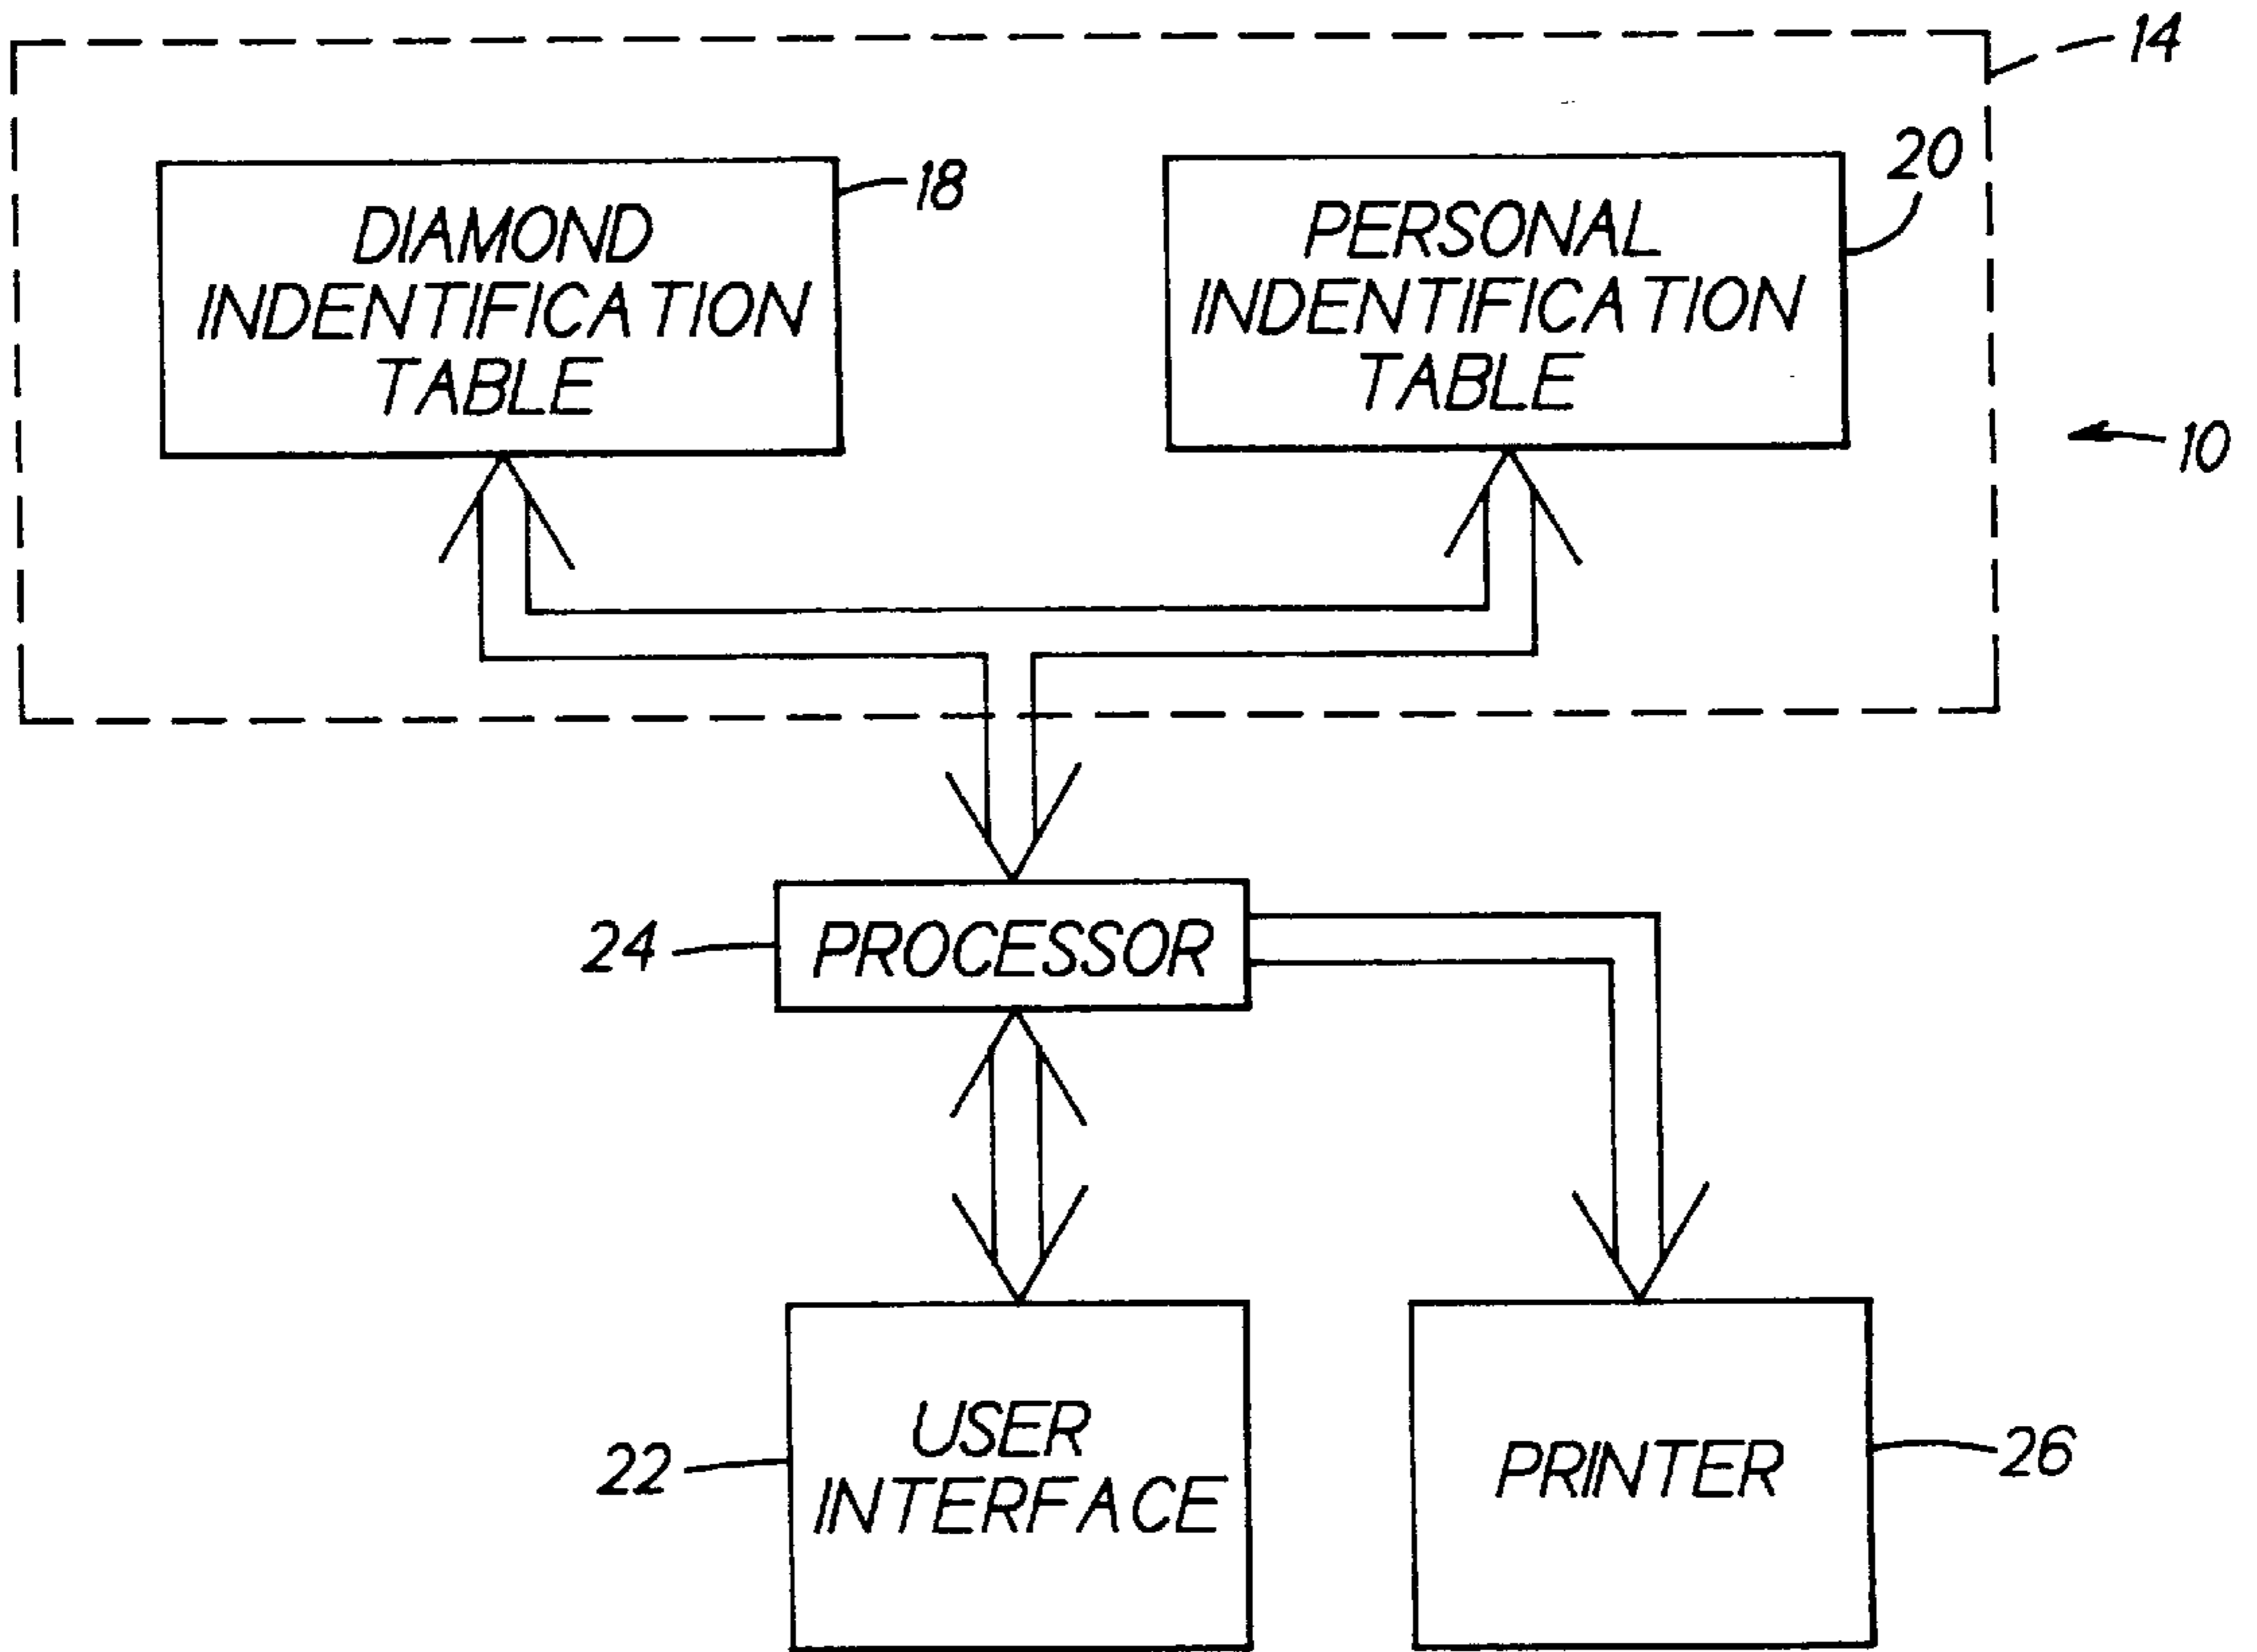 14
18
DIAMOND
INDENTIFICATION
TABLE
20
PERSONAL
INDENTIFICATION
TABLE
10
24
PROCESSOR
22
USER
INTERFACE
PRINTER
26